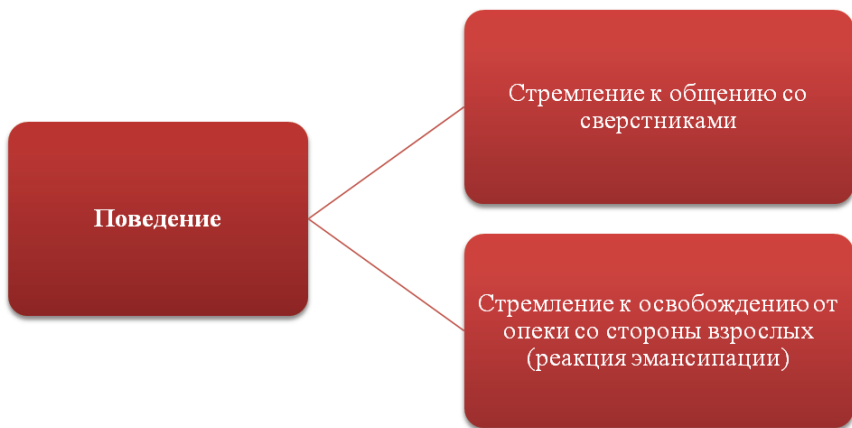 Поведение
Стремление к общению со
сверстниками
Стремление к освобождению от
опеки со стороны взрослых
(реакция эмансипации)